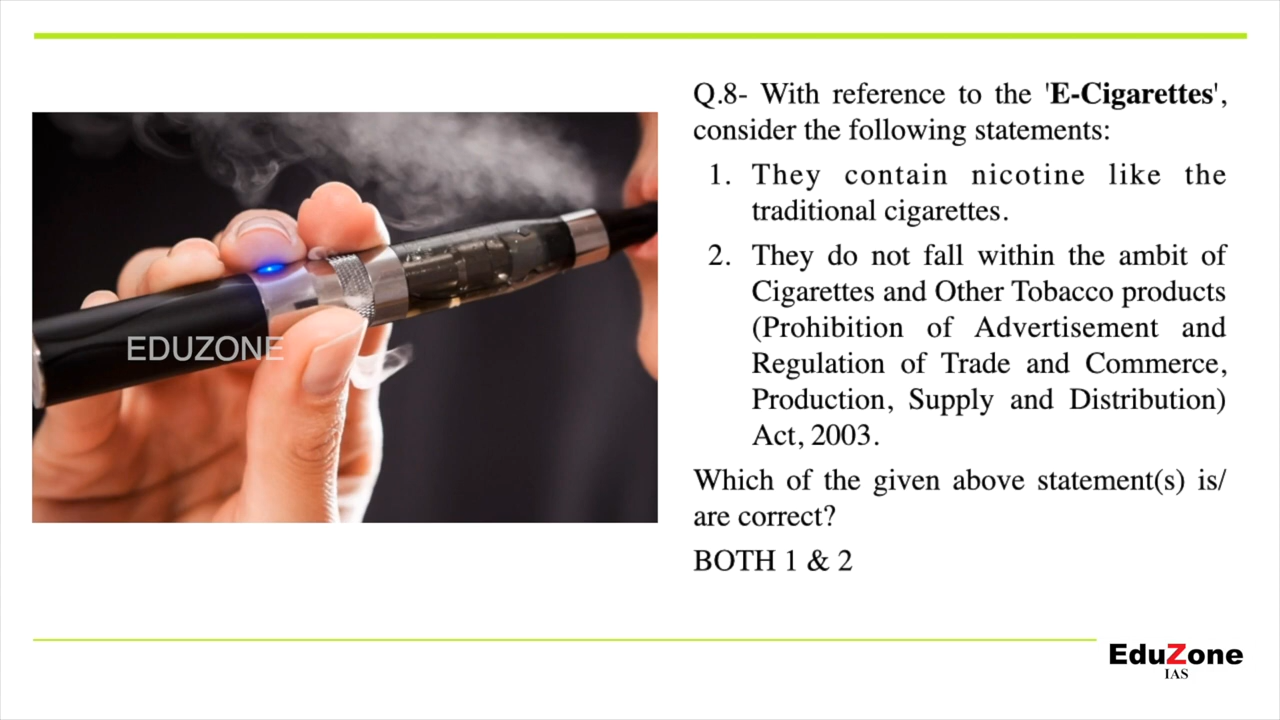 Q.8- With reference to the 'E-Cigarettes',
consider the following statements:
1. They contain nicotine like the
traditional cigarettes.
2. They do not fall within the ambit of
Cigarettes and Other Tobacco products
(Prohibition of Advertisement and
Regulation of Trade and Commerce,
Production, Supply and Distribution)
Act, 2003.
Which of the given above statement(s) is/
are correct?
BOTH 1 & 2
EDUZONE
EduZone
IAS